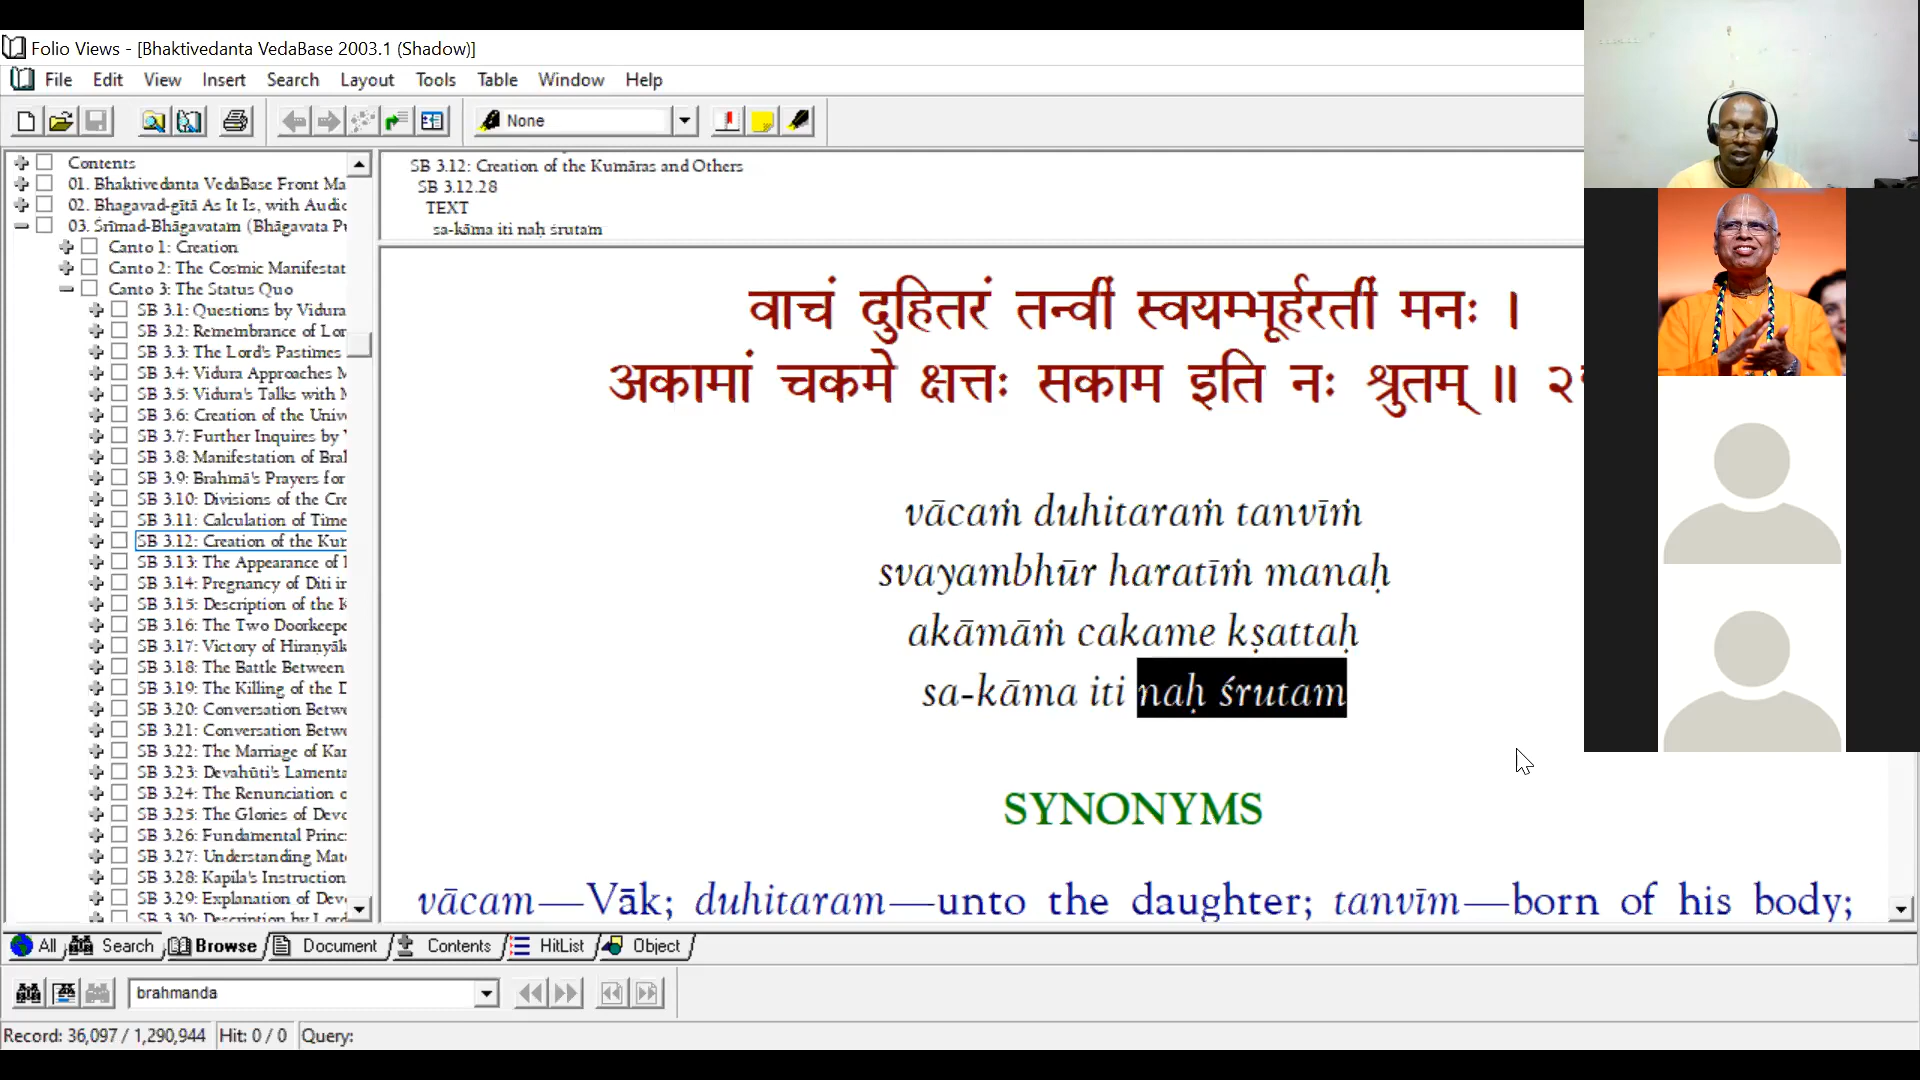 Folio Views - [Bhaktivedanta VedaBase 2003.1 (Shadow)]
File Edit View Insert Search Layout Tools Table Window Help
None
Contents
01. Bhaktivedanta VedaBase Front Ma
02. Bhagavad-gītā As It Is, with Audio
03. Śrīmad-Bhāgavatam (Bhāgavata Pu
Canto 1: Creation
Canto 2: The Cosmic Manifestat
Canto 3: The Status Quo
SB 3.1: Questions by Vidura
SB 3.2: Remembrance of Lor
SB 3.3: The Lord's Pastimes
SB 3.4: Vidura Approaches M
SB 3.5: Vidura's Talks with M
SB 3.6: Creation of the Univ
SB 3.7: Further Inquires by V
SB 3.8: Manifestation of Bral
SB 3.9: Brahmā's Prayers for
SB 3.10: Divisions of the Cre
SB 3.11: Calculation of Time
SB 3.12: Creation of the Kur
SB 3.13: The Appearance of I
SB 3.14: Pregnancy of Diti in
SB 3.15: Description of the K
SB 3.16: The Two Doorkeepe
SB 3.17: Victory of Hiraṇyāk
SB 3.18: The Battle Between
SB 3.19: The Killing of the D
SB 3.20: Conversation Betwe
SB 3.21: Conversation Betwe
SB 3.22: The Marriage of Kar
SB 3.23: Devahūti's Lamenta
SB 3.24: The Renunciation o
SB 3.25: The Glories of Devo
SB 3.26: Fundamental Princ
SB 3.27: Understanding Mate
SB 3.28: Kapila's Instruction
SB 3.29: Explanation of Dev
SB 3.30: Description by Lord
SB 3.12: Creation of the Kumāras and Others
SB 3.12.28
TEXT
sa-kāma iti naḥ śrutam
वाचं दुहितरं तन्वीं स्वयम्भूर्हरतीं मनः ।
अकामां चकमे क्षत्तः सकाम इति नः श्रुतम् ॥ २
vācaṁ duhitaraṁ tanvīṁ
svayambhūr haratīṁ manaḥ
akāmāṁ cakame kṣattaḥ
sa-kāma iti naḥ śrutam
SYNONYMS
vācam—Vāk; duhitaram—unto the daughter; tanvīm—born of his body;
All Search Browse Document Contents HitList Object
brahmanda
Record: 36,097 / 1,290,944 Hit: 0 / 0 Query: